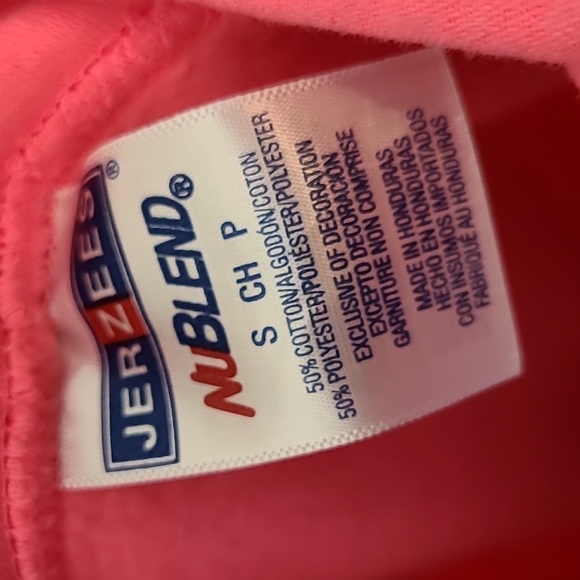 JERZEES®
NUBLEND®
S CH P
50% COTTON/ALGODÓN/COTON
50% POLYESTER/POLIÉSTER/POLYESTER
EXCLUSIVE OF DECORATION
EXCEPTO DECORACIÓN
GARNITURE NON COMPRISE
MADE IN HONDURAS
HECHO EN HONDURAS
CON INSUMOS IMPORTADOS
FABRIQUÉ AU HONDURAS